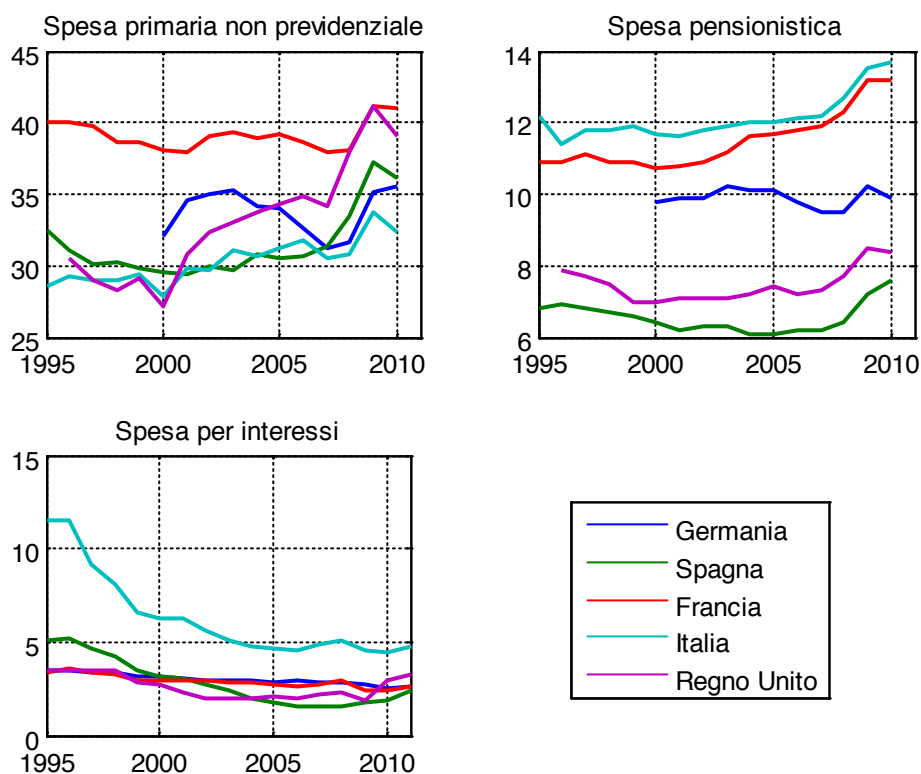 Spesa primaria non previdenziale
45
40
35
30
25
1995 2000 2005 2010
Spesa pensionistica
14
12
10
8
6
1995 2000 2005 2010
Spesa per interessi
15
10
5
0
1995 2000 2005 2010
Germania
Spagna
Francia
Italia
Regno Unito